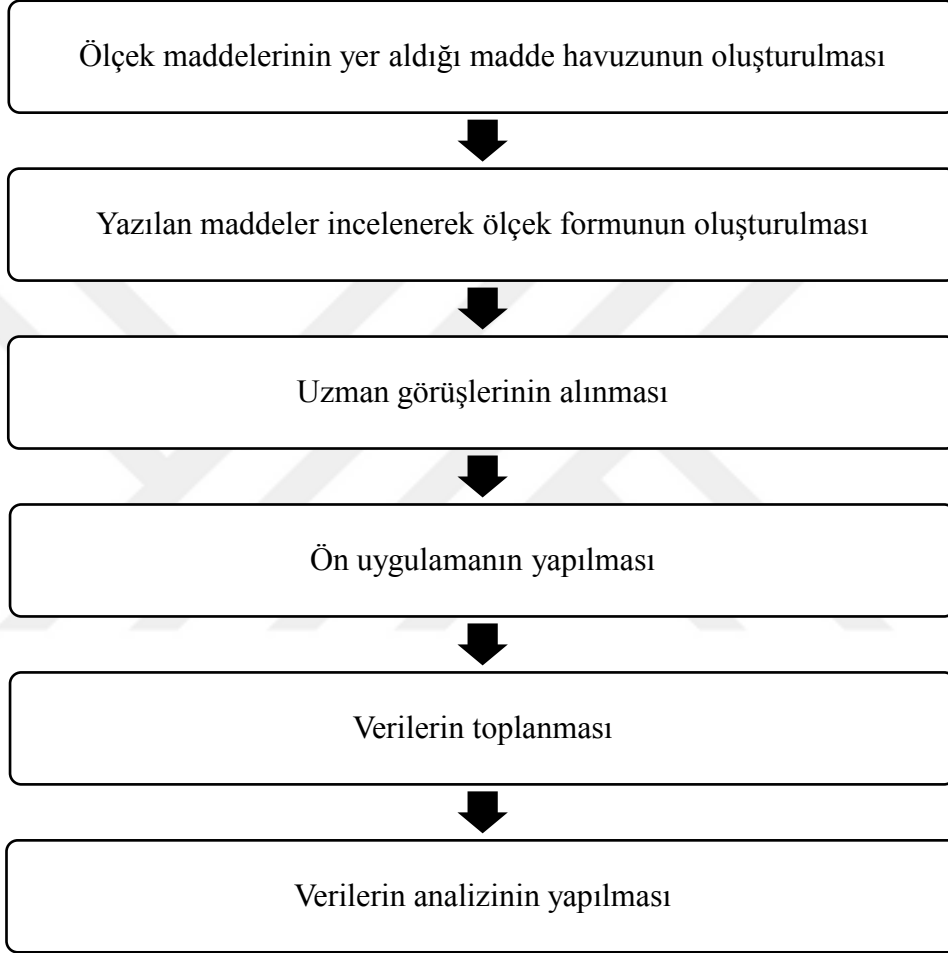 Ölçek maddelerinin yer aldığı madde havuzunun oluşturulması
Yazılan maddeler incelenerek ölçek formunun oluşturulması
Uzman görüşlerinin alınması
Ön uygulamanın yapılması
Verilerin toplanması
Verilerin analizinin yapılması